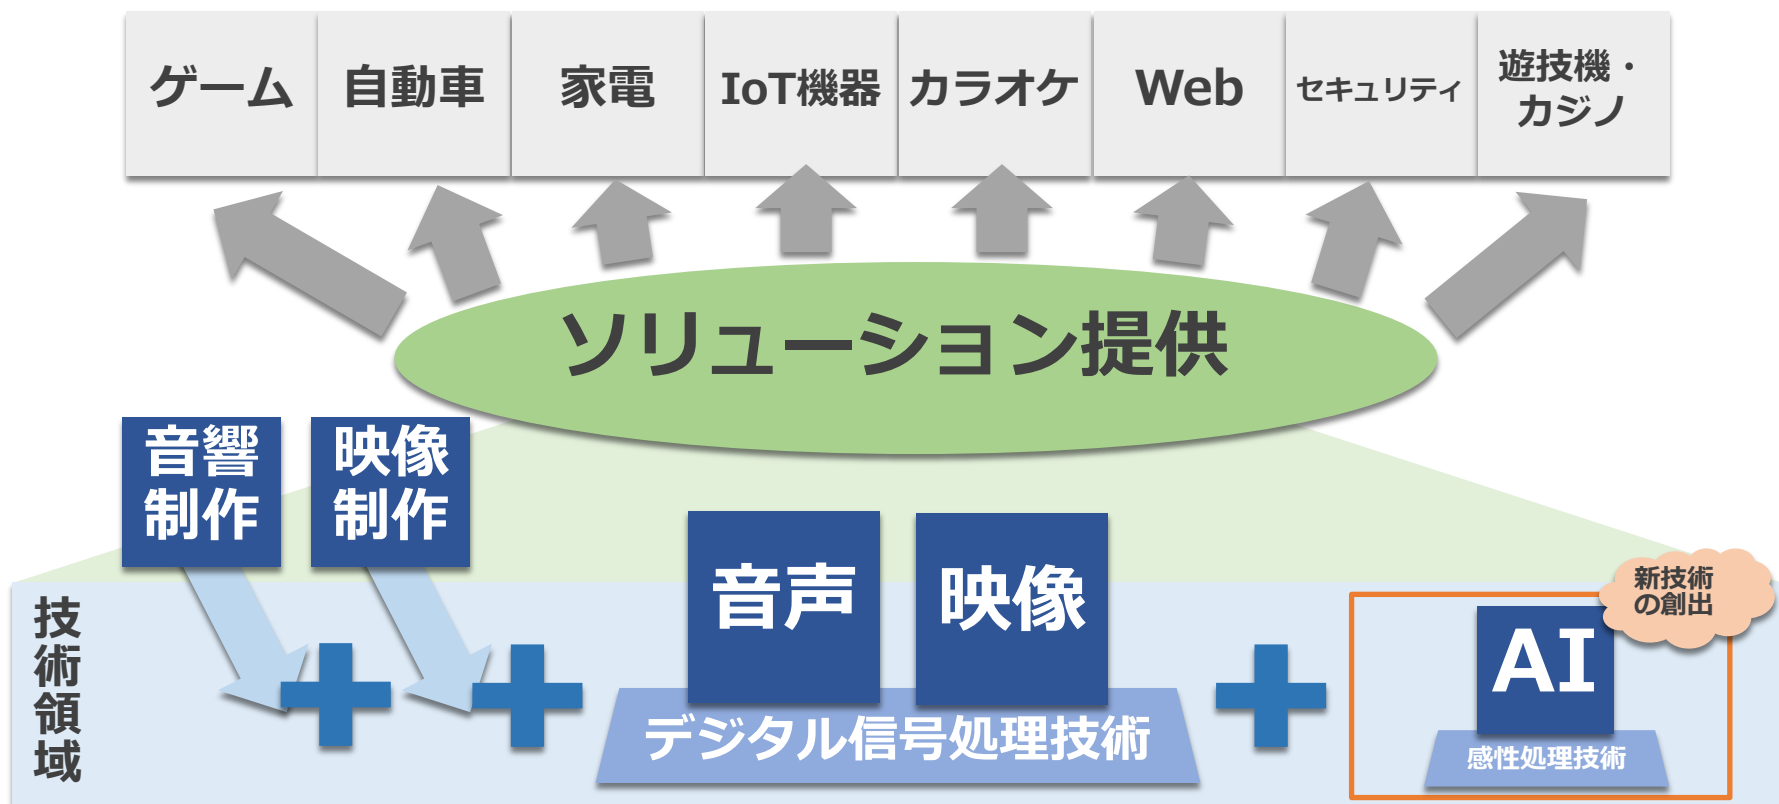 ゲーム
自動車
家電
IoT機器
カラオケ
Web
セキュリティ
遊技機・
カジノ
ソリューション提供
音響
制作
映像
制作
技術領域
音声
映像
デジタル信号処理技術
新技術
の創出
AI
感性処理技術